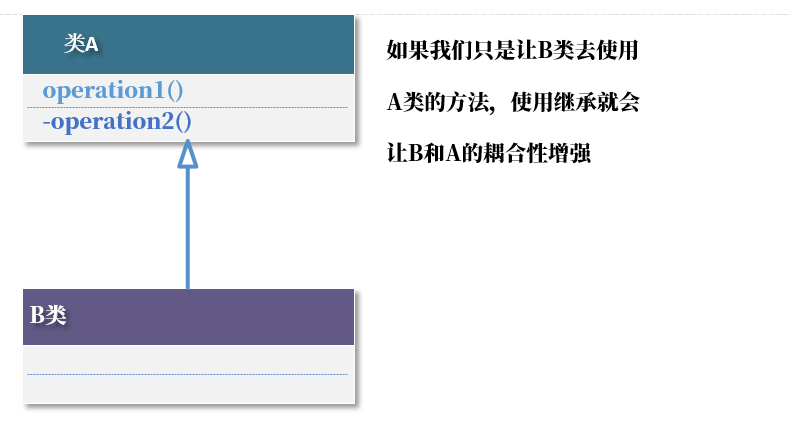 类A
operation1()
-operation2()
如果我们只是让B类去使用
A类的方法，使用继承就会
让B和A的耦合性增强
B类